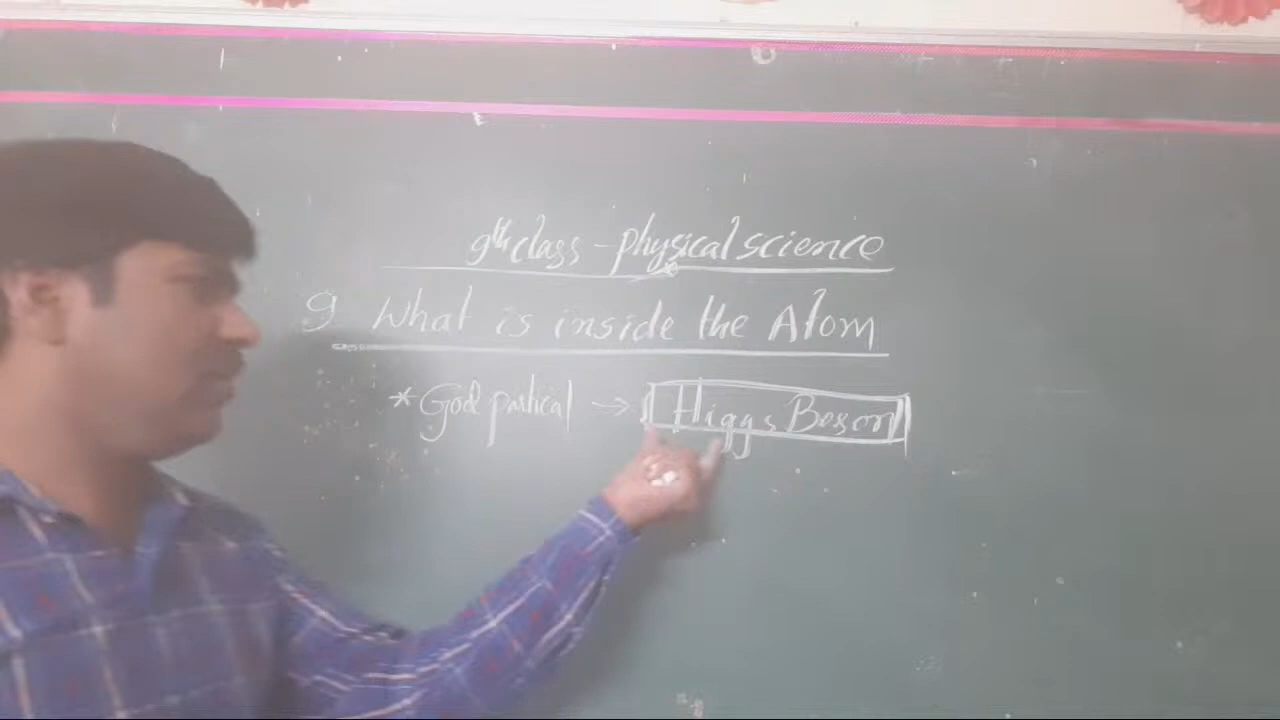 9th class - physical science
9 What is inside the Atom
* God partical → Higgs Boson